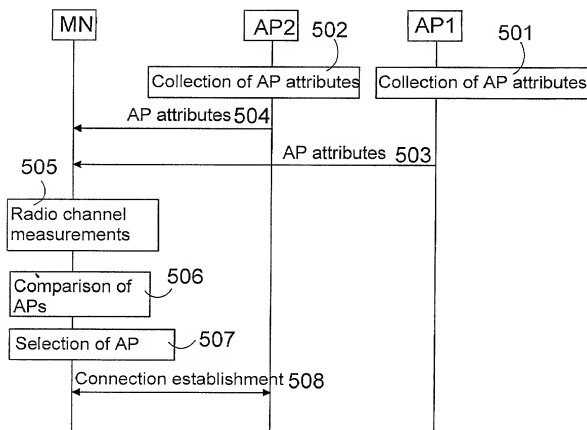 MN
AP2
AP1
502
501
Collection of AP attributes
Collection of AP attributes
AP attributes 504
AP attributes 503
505
Radio channel
measurements
Comparison of
APs
506
Selection of AP
507
Connection establishment 508